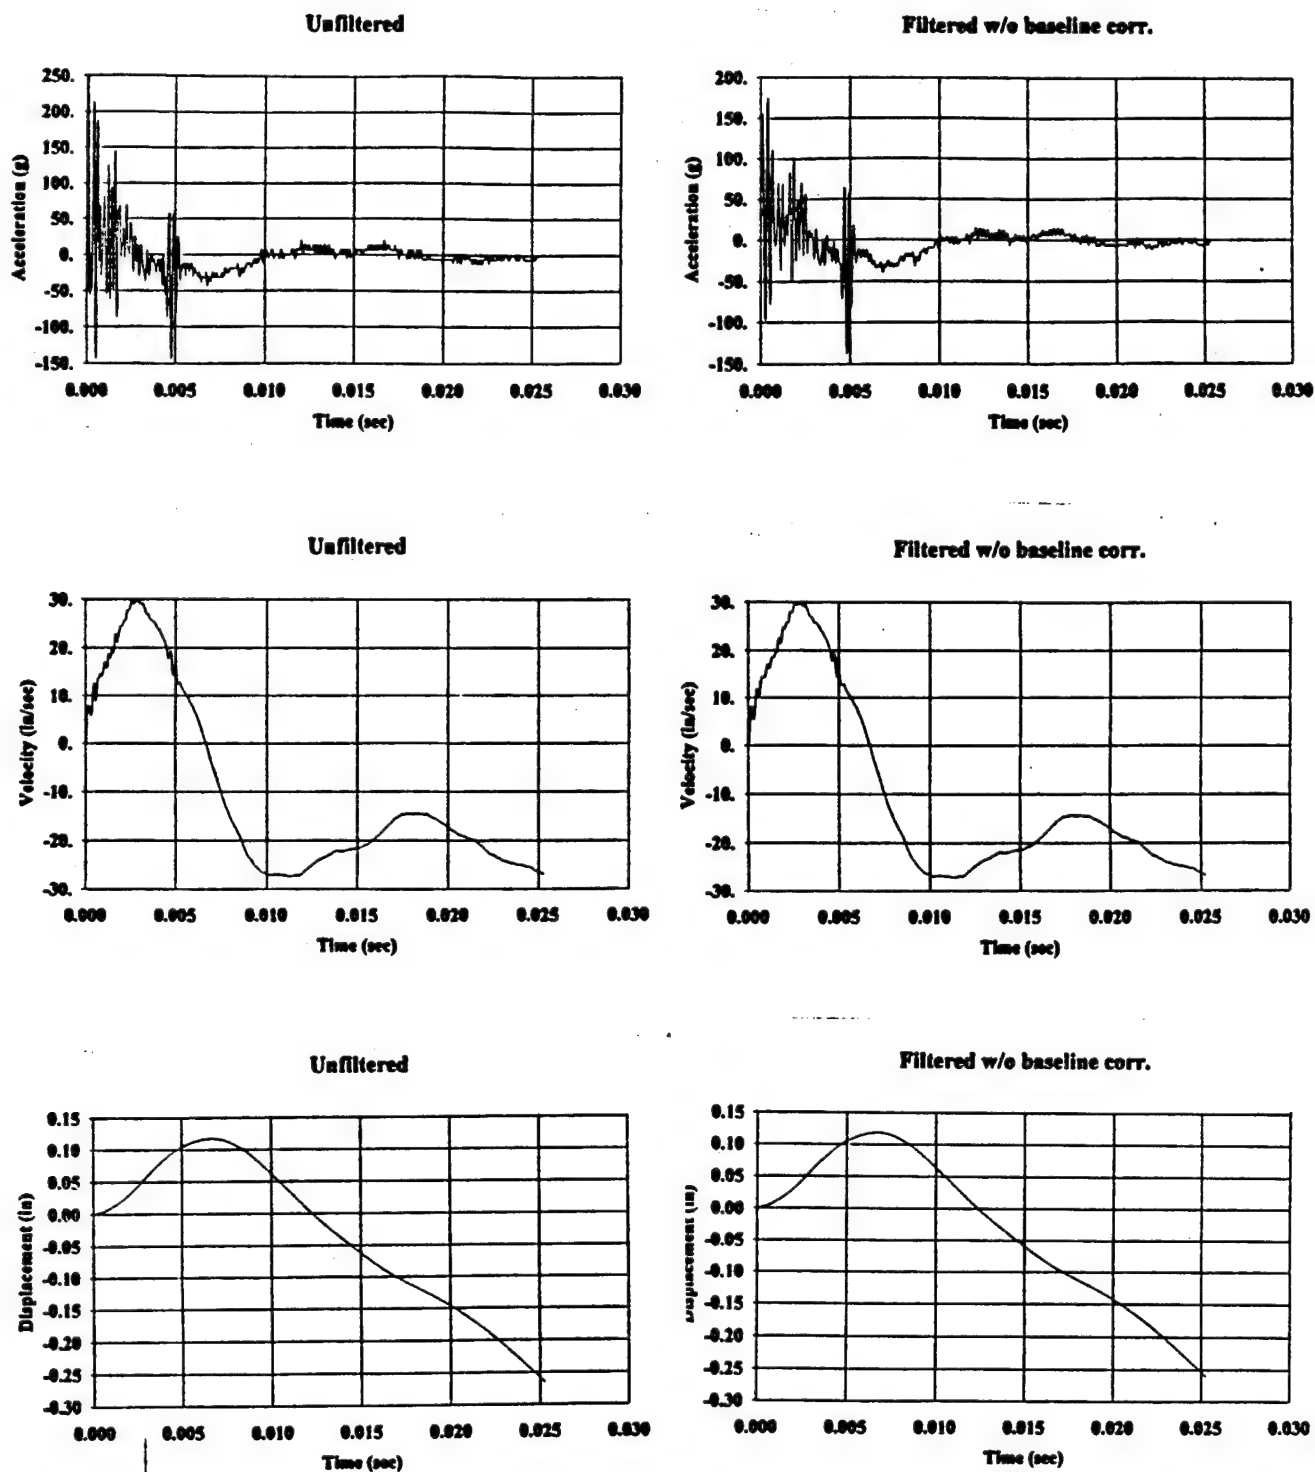 Unfiltered
Acceleration (g)
250.
200.
150.
100.
50.
0.
-50.
-100.
-150.
0.000 0.005 0.010 0.015 0.020 0.025 0.030
Time (sec)
Filtered w/o baseline corr.
Acceleration (g)
200.
150.
100.
50.
0.
-50.
-100.
-150.
0.000 0.005 0.010 0.015 0.020 0.025 0.030
Time (sec)
Unfiltered
Velocity (in/sec)
30.
20.
10.
0.
-10.
-20.
-30.
0.000 0.005 0.010 0.015 0.020 0.025 0.030
Time (sec)
Filtered w/o baseline corr.
Velocity (in/sec)
30.
20.
10.
0.
-10.
-20.
-30.
0.000 0.005 0.010 0.015 0.020 0.025 0.030
Time (sec)
Unfiltered
Displacement (in)
0.15
0.10
0.05
0.00
-0.05
-0.10
-0.15
-0.20
-0.25
-0.30
0.000 0.005 0.010 0.015 0.020 0.025 0.030
Time (sec)
Filtered w/o baseline corr.
Displacement (in)
0.15
0.10
0.05
0.00
-0.05
-0.10
-0.15
-0.20
-0.25
-0.30
0.000 0.005 0.010 0.015 0.020 0.025 0.030
Time (sec)